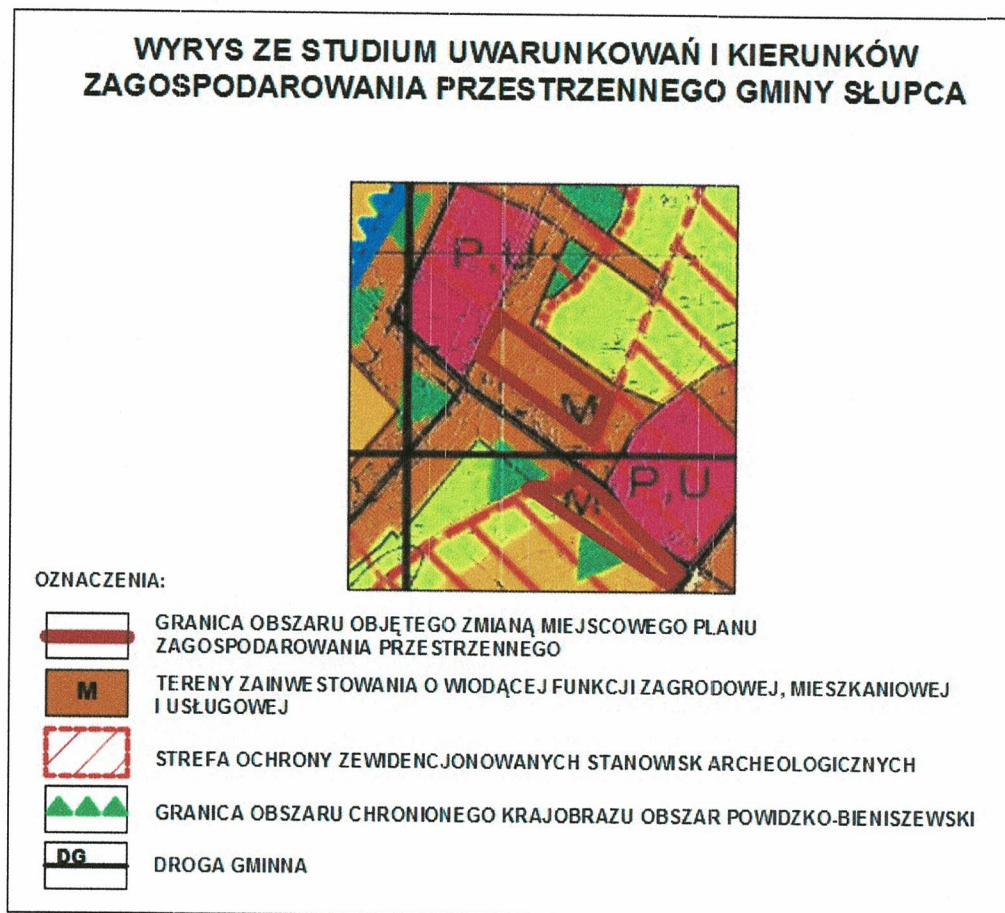 WYRYS ZE STUDIUM UWARUNKOWAŃ I KIERUNKÓW
ZAGOSPODAROWANIA PRZESTRZENNEGO GMINY SŁUPCA
P,U
M
P,U
M
OZNACZENIA:
GRANICA OBSZARU OBJĘTEGO ZMIANĄ MIEJSCOWEGO PLANU
ZAGOSPODAROWANIA PRZESTRZENNEGO
M
TERENY ZAINWESTOWANIA O WIODĄCEJ FUNKCJI ZAGRODOWEJ, MIESZKANIOWEJ
I USŁUGOWEJ
STREFA OCHRONY ZEWIDENCJONOWANYCH STANOWISK ARCHEOLOGICZNYCH
GRANICA OBSZARU CHRONIONEGO KRAJOBRAZU OBSZAR POWIDZKO-BIENISZEWSKI
DG
DROGA GMINNA